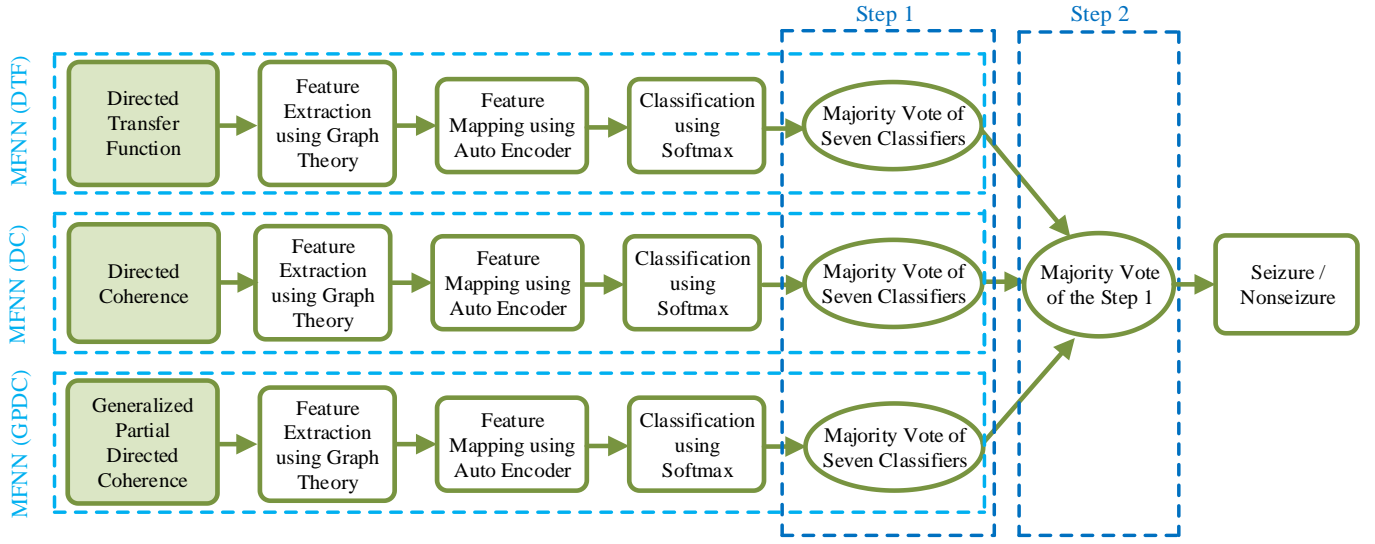 Step 1
Step 2
MFNN (DTF)
Directed
Transfer
Function
Feature
Extraction
using Graph
Theory
Feature
Mapping using
Auto Encoder
Classification
using
Softmax
Majority Vote of
Seven Classifiers
MFNN (DC)
Directed
Coherence
Feature
Extraction
using Graph
Theory
Feature
Mapping using
Auto Encoder
Classification
using
Softmax
Majority Vote of
Seven Classifiers
Majority Vote
of the Step 1
Seizure /
Nonseizure
MFNN (GPDC)
Generalized
Partial
Directed
Coherence
Feature
Extraction
using Graph
Theory
Feature
Mapping using
Auto Encoder
Classification
using
Softmax
Majority Vote of
Seven Classifiers